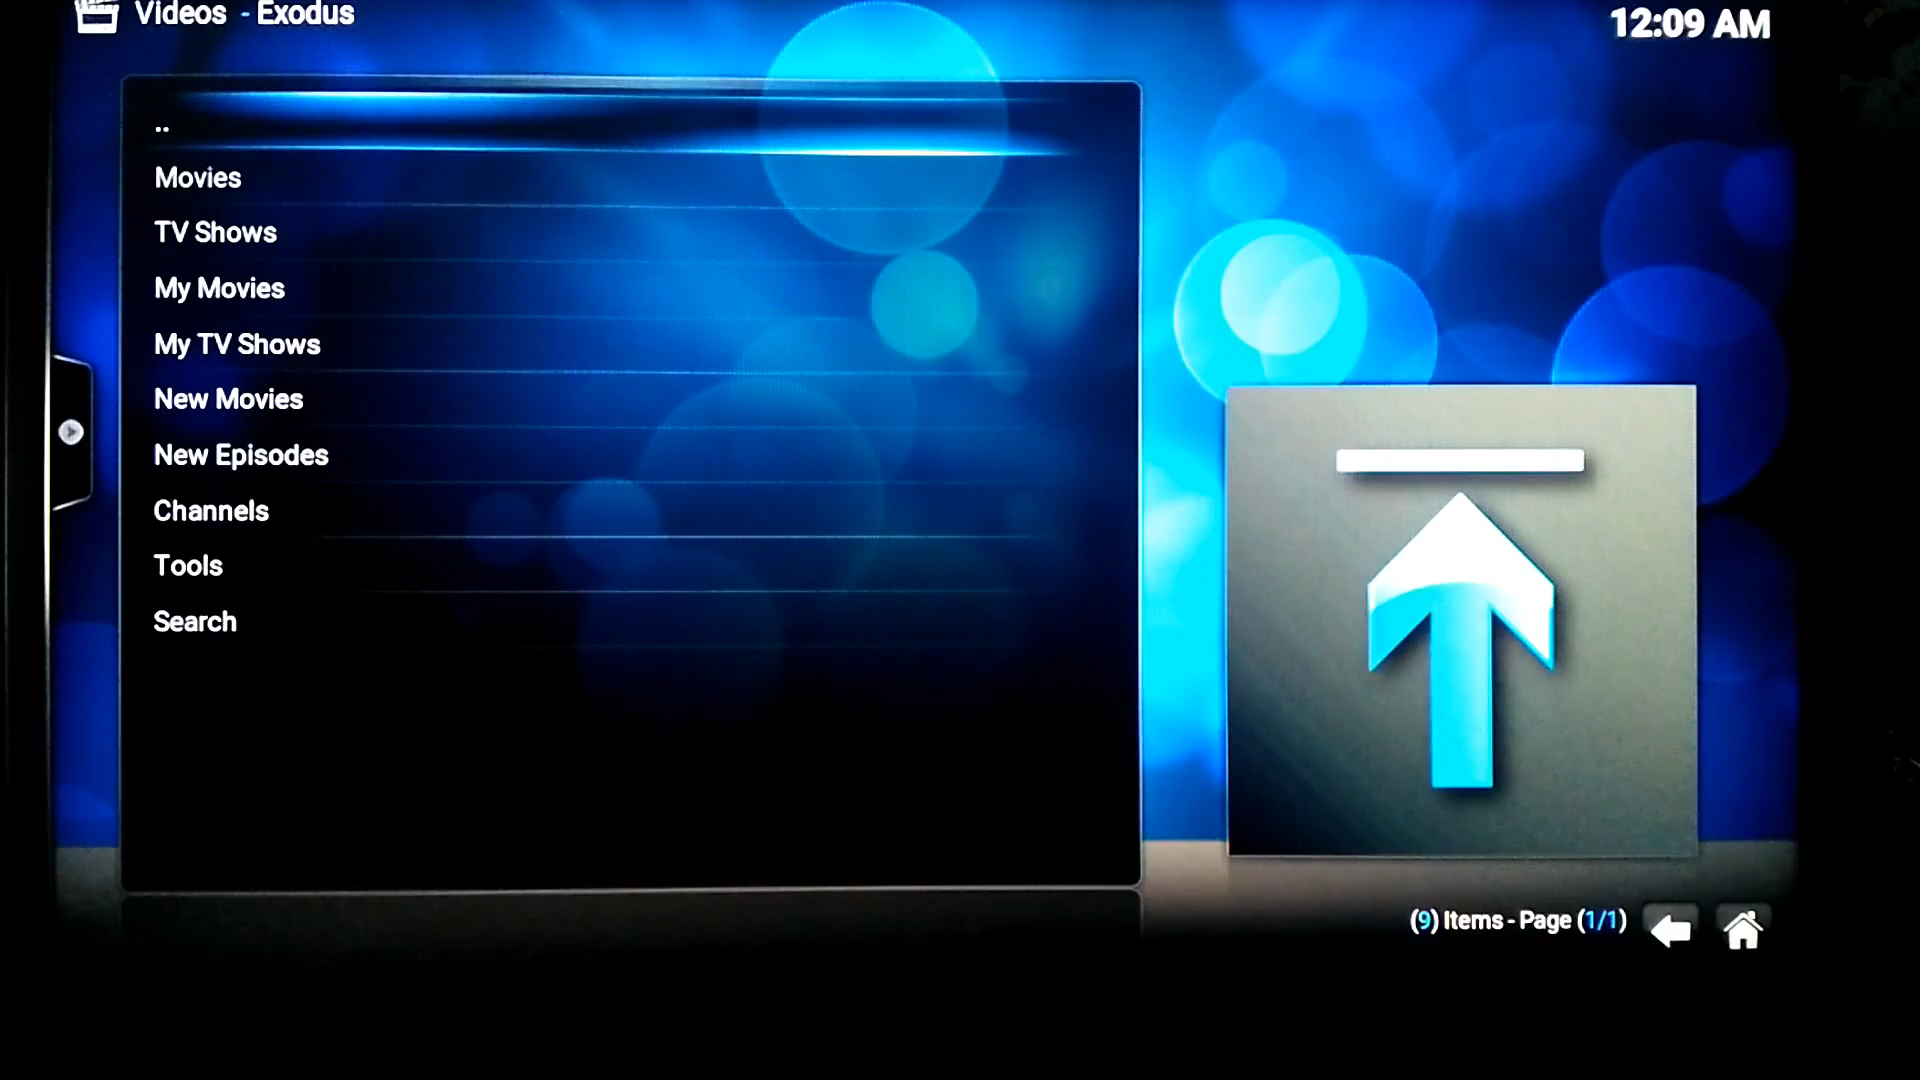 Videos - Exodus
12:09 AM
..
Movies
TV Shows
My Movies
My TV Shows
New Movies
New Episodes
Channels
Tools
Search
(9) Items - Page (1/1)